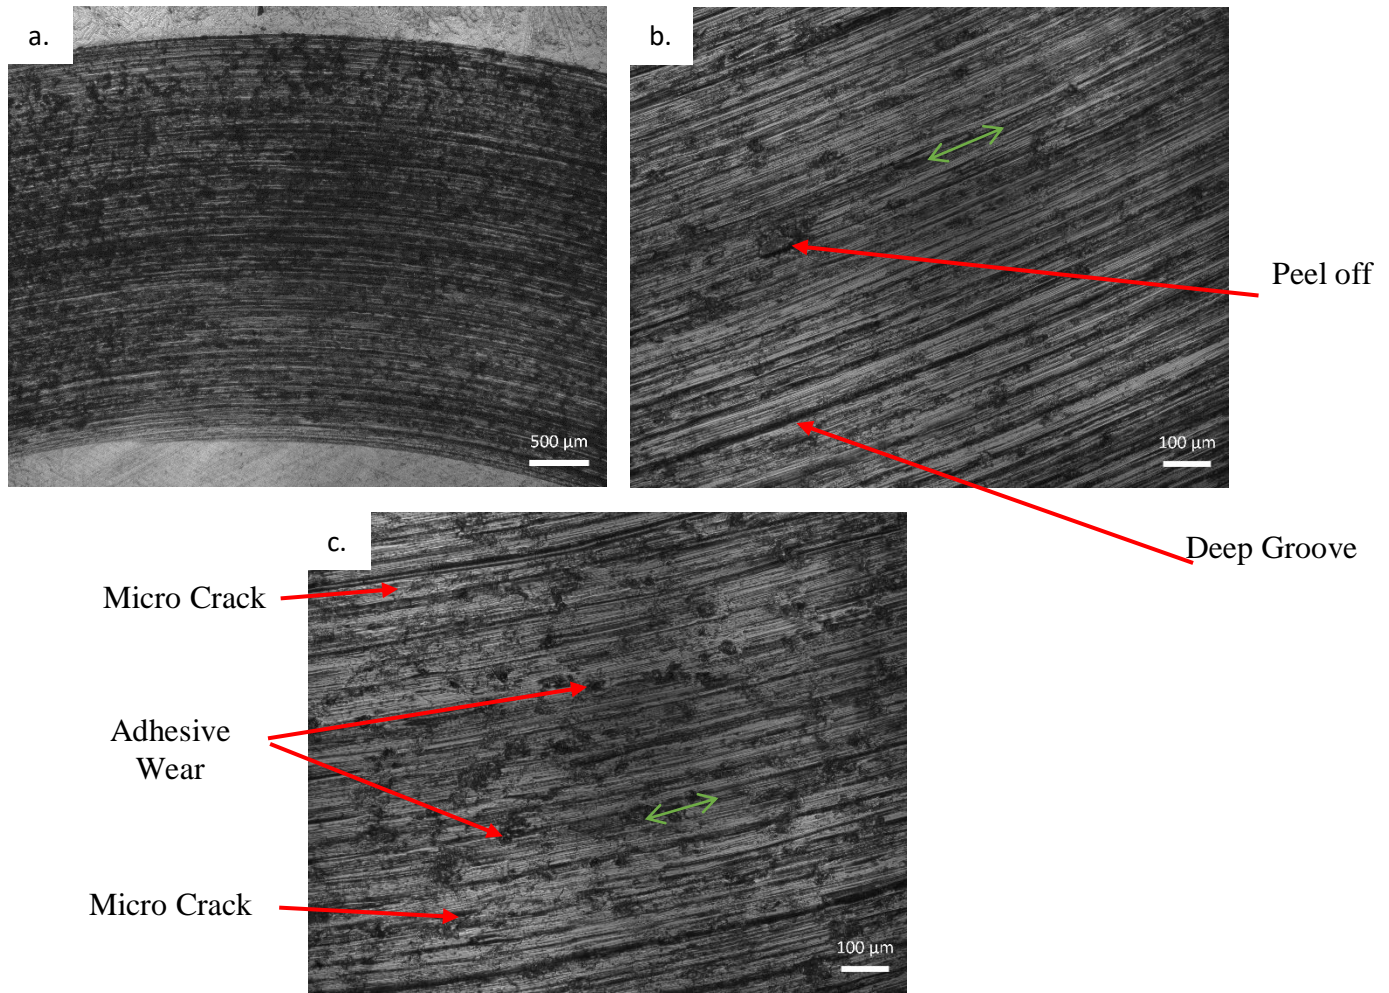 a.
b.
500 µm
100 µm
Peel off
Deep Groove
c.
Micro Crack
Adhesive
Wear
Micro Crack
100 µm